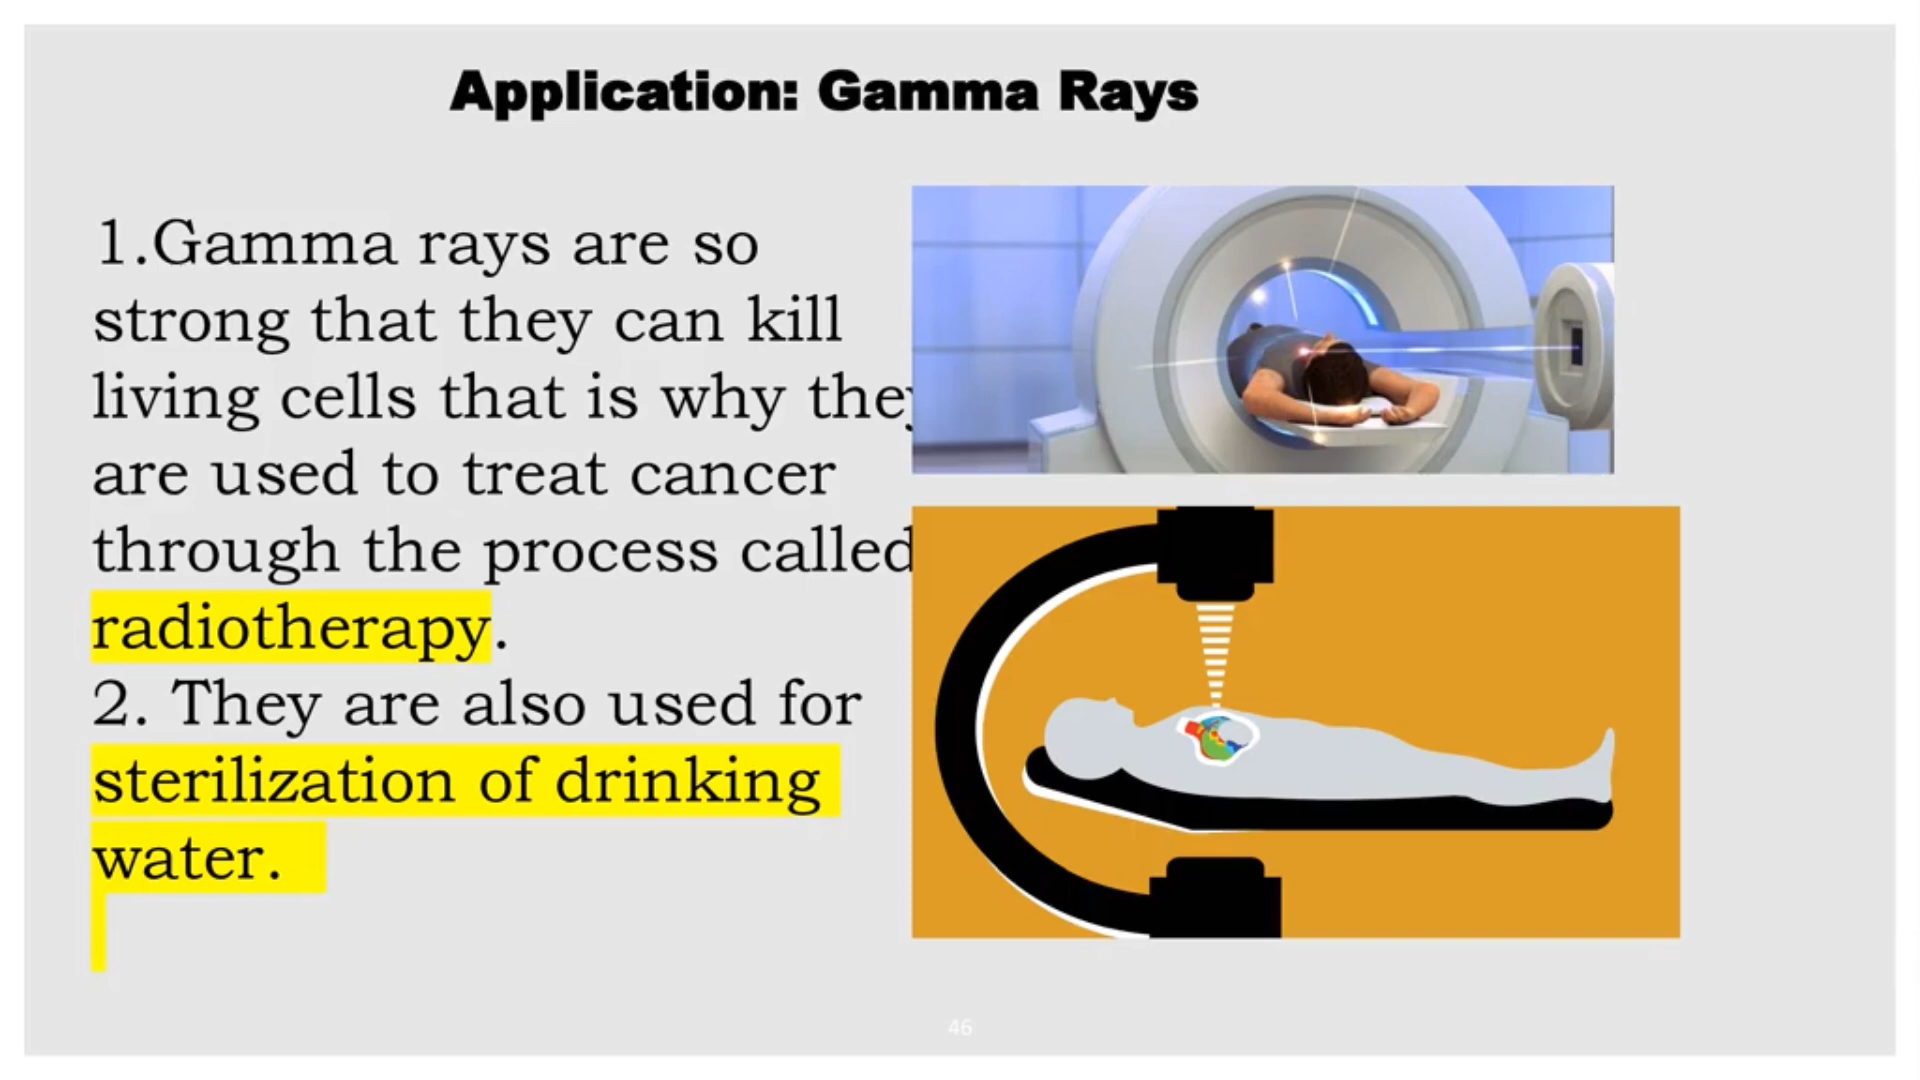 Application: Gamma Rays
1.Gamma rays are so
strong that they can kill
living cells that is why they
are used to treat cancer
through the process called
radiotherapy.
2. They are also used for
sterilization of drinking
water.
46